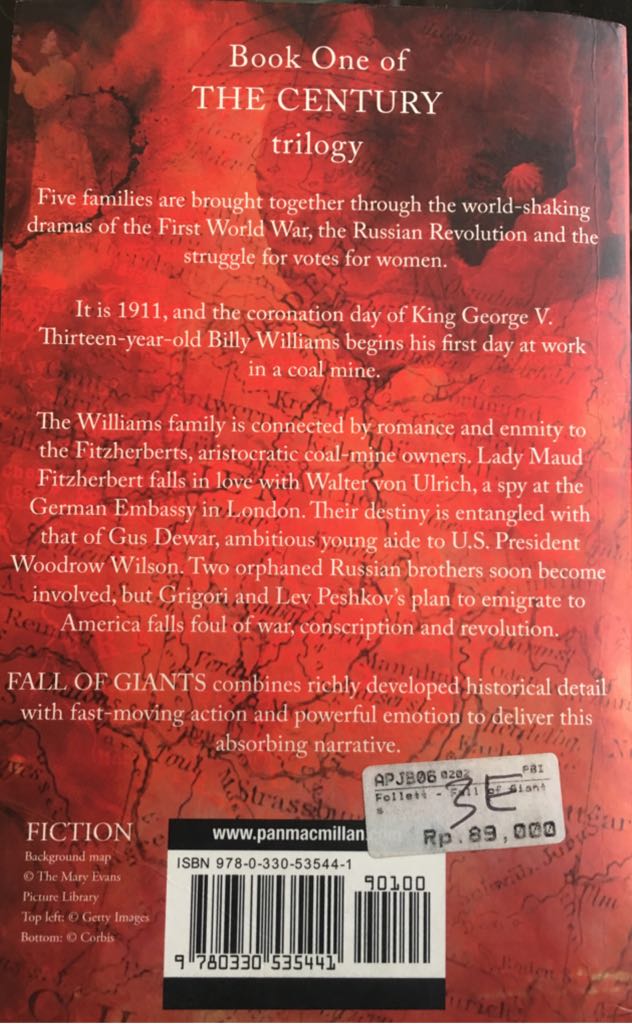 Book One of
THE CENTURY
trilogy
Five families are brought together through the world-shaking
dramas of the First World War, the Russian Revolution and the
struggle for votes for women.
It is 1911, and the coronation day of King George V.
Thirteen-year-old Billy Williams begins his first day at work
in a coal mine.
The Williams family is connected by romance and enmity to
the Fitzherberts, aristocratic coal-mine owners. Lady Maud
Fitzherbert falls in love with Walter von Ulrich, a spy at the
German Embassy in London. Their destiny is entangled with
that of Gus Dewar, ambitious young aide to U.S. President
Woodrow Wilson. Two orphaned Russian brothers soon become
involved, but Grigori and Lev Peshkov's plan to emigrate to
America falls foul of war, conscription and revolution.
FALL OF GIANTS combines richly developed historical detail
with fast-moving action and powerful emotion to deliver this
absorbing narrative.
APJB06 0202 PBI
Follett - Fall of Giant
s
3E
Rp.89,000
FICTION
Background map
© The Mary Evans
Picture Library
Top left: © Getty Images
Bottom: © Corbis
www.panmacmillan
ISBN 978-0-330-53544-1
90100
9 780330 535441
Strassbu
Toul